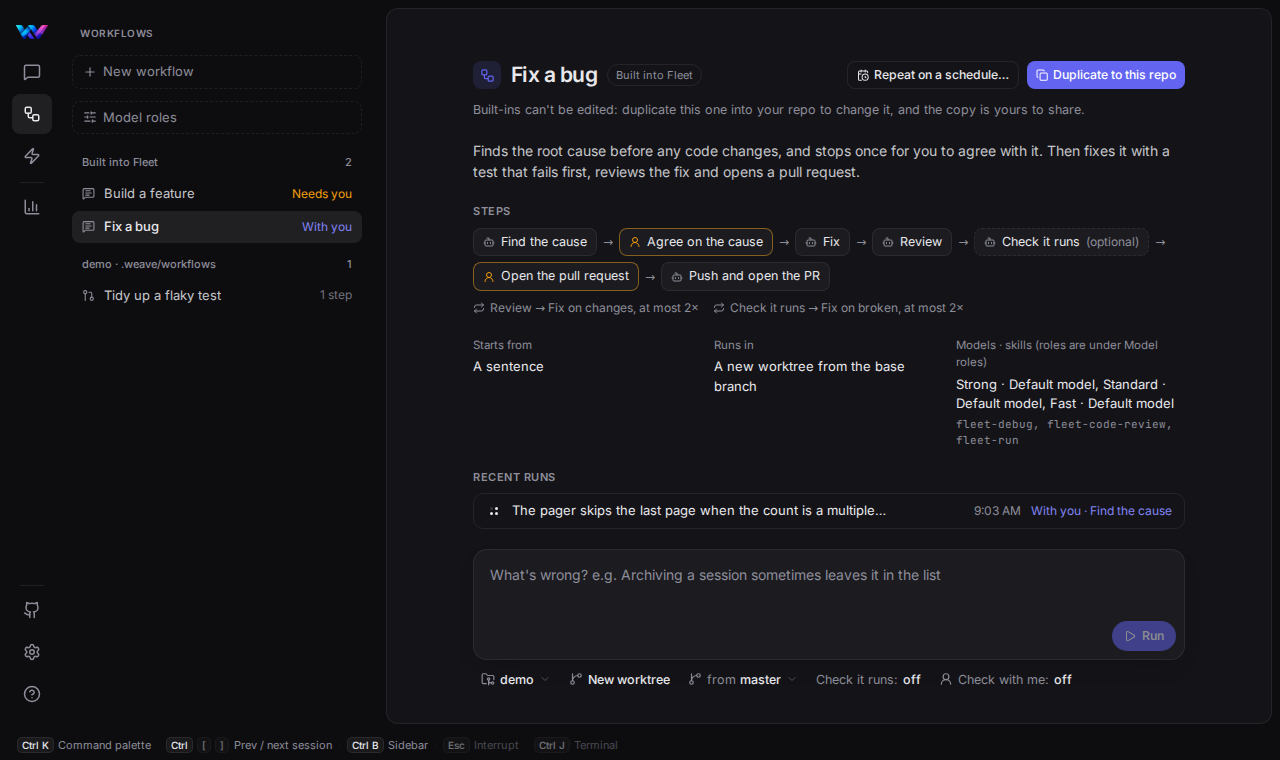 WORKFLOWS
New workflow
Model roles
Built into Fleet 2
Build a feature Needs you
Fix a bug With you
demo · .weave/workflows 1
Tidy up a flaky test 1 step
Fix a bug Built into Fleet Repeat on a schedule... Duplicate to this repo
Built-ins can't be edited: duplicate this one into your repo to change it, and the copy is yours to share.
Finds the root cause before any code changes, and stops once for you to agree with it. Then fixes it with a
test that fails first, reviews the fix and opens a pull request.
STEPS
Find the cause → Agree on the cause → Fix → Review → Check it runs (optional) →
Open the pull request → Push and open the PR
Review → Fix on changes, at most 2× Check it runs → Fix on broken, at most 2×
Starts from
A sentence
Runs in
A new worktree from the base
branch
Models · skills (roles are under Model
roles)
Strong · Default model, Standard ·
Default model, Fast · Default model
fleet-debug, fleet-code-review,
fleet-run
RECENT RUNS
The pager skips the last page when the count is a multiple... 9:03 AM With you · Find the cause
What's wrong? e.g. Archiving a session sometimes leaves it in the list
Run
demo New worktree from master Check it runs: off Check with me: off
Ctrl K Command palette Ctrl [ ] Prev / next session Ctrl B Sidebar Esc Interrupt Ctrl J Terminal